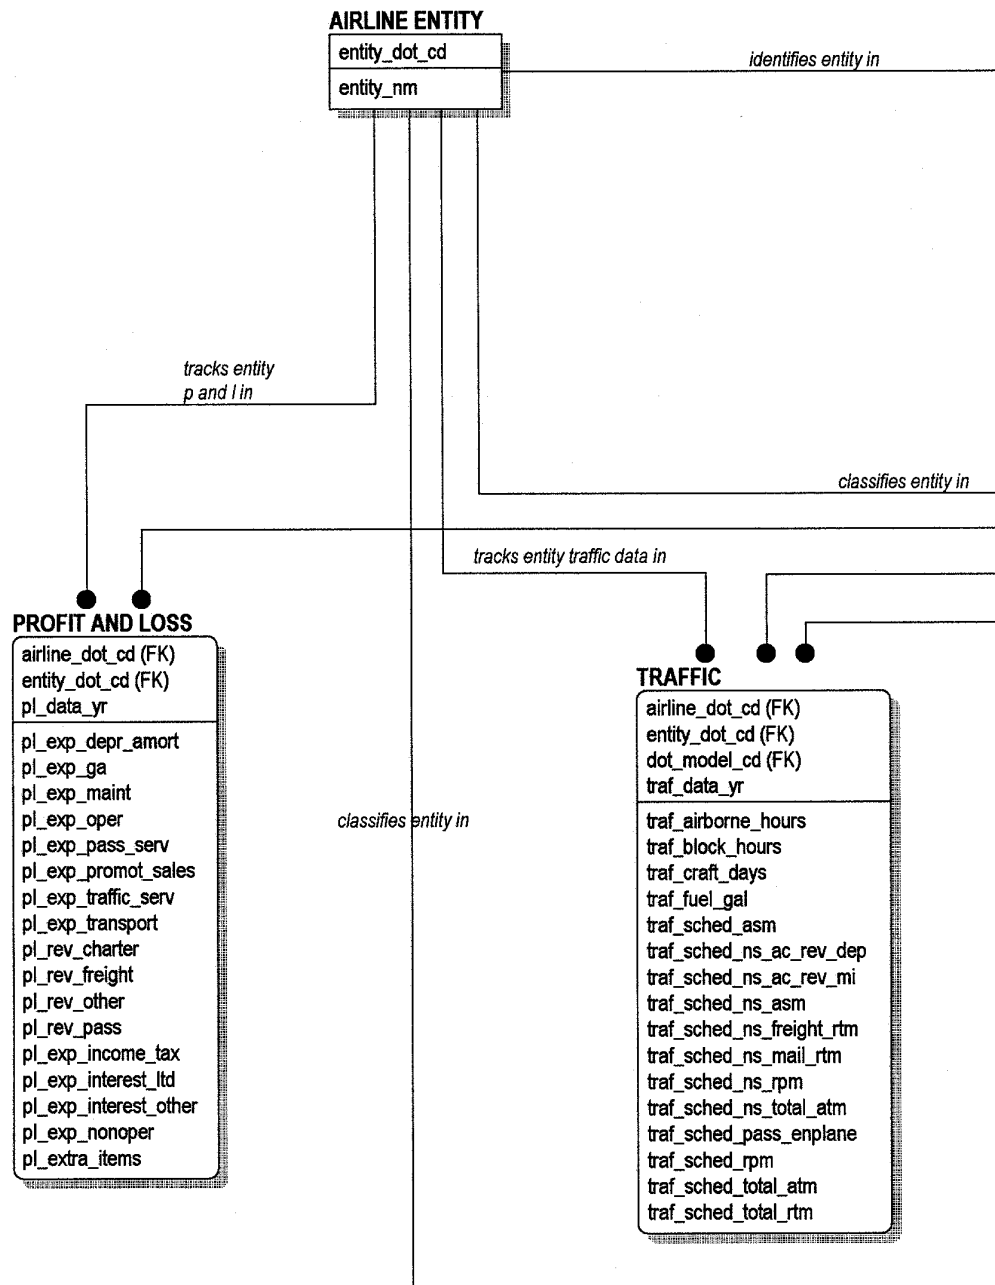 AIRLINE ENTITY
entity_dot_cd
entity_nm
identifies entity in
tracks entity
p and l in
classifies entity in
tracks entity traffic data in
PROFIT AND LOSS
airline_dot_cd (FK)
entity_dot_cd (FK)
pl_data_yr
pl_exp_depr_amort
pl_exp_ga
pl_exp_maint
pl_exp_oper
pl_exp_pass_serv
pl_exp_promot_sales
pl_exp_traffic_serv
pl_exp_transport
pl_rev_charter
pl_rev_freight
pl_rev_other
pl_rev_pass
pl_exp_income_tax
pl_exp_interest_ltd
pl_exp_interest_other
pl_exp_nonoper
pl_extra_items
classifies entity in
TRAFFIC
airline_dot_cd (FK)
entity_dot_cd (FK)
dot_model_cd (FK)
traf_data_yr
traf_airborne_hours
traf_block_hours
traf_craft_days
traf_fuel_gal
traf_sched_asm
traf_sched_ns_ac_rev_dep
traf_sched_ns_ac_rev_mi
traf_sched_ns_asm
traf_sched_ns_freight_rtm
traf_sched_ns_mail_rtm
traf_sched_ns_rpm
traf_sched_ns_total_atm
traf_sched_pass_enplane
traf_sched_rpm
traf_sched_total_atm
traf_sched_total_rtm